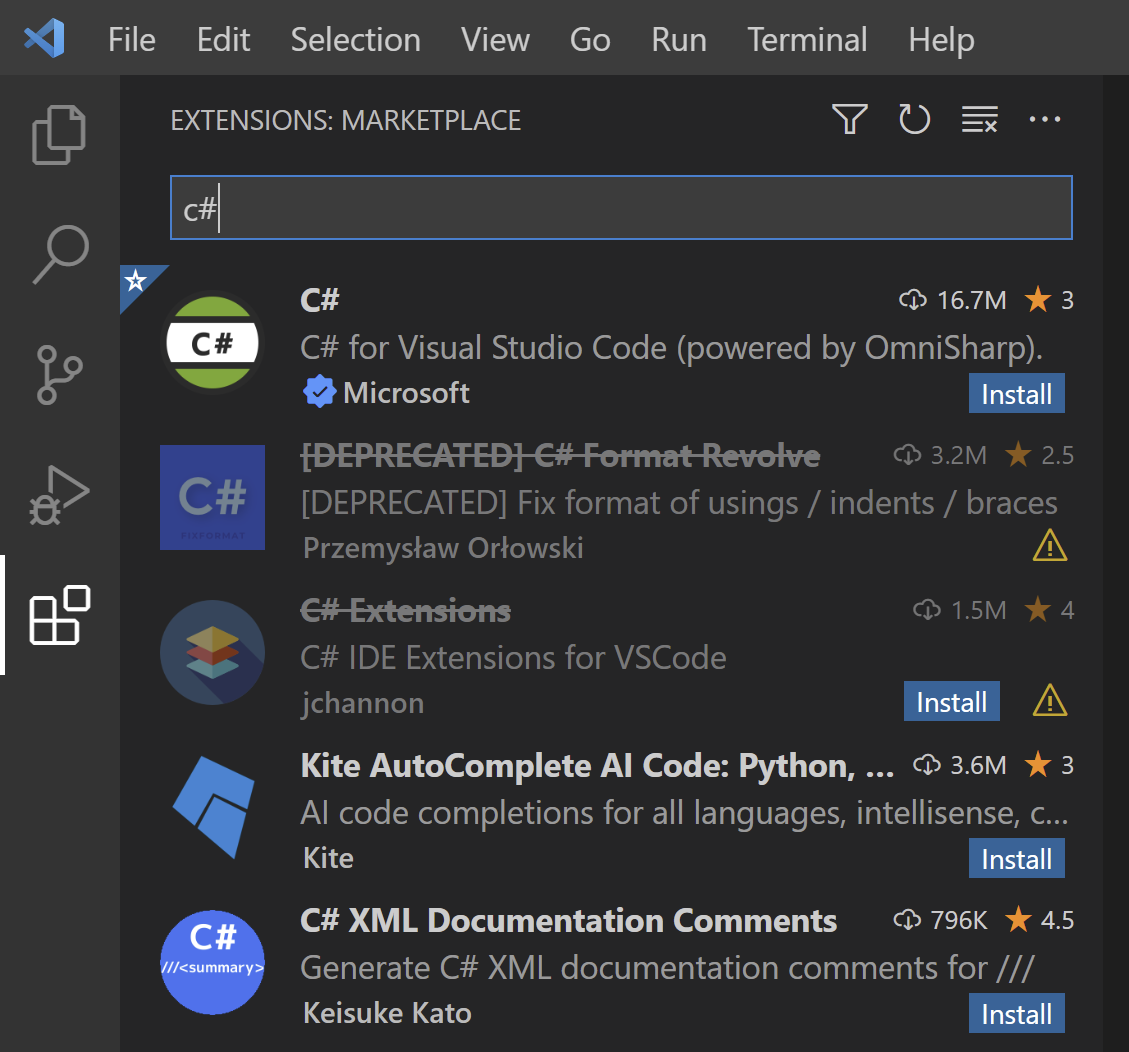 File Edit Selection View Go Run Terminal Help
EXTENSIONS: MARKETPLACE
c#
C# 16.7M 3
C#
C# for Visual Studio Code (powered by OmniSharp).
Microsoft Install
[DEPRECATED] C# Format Revolve 3.2M 2.5
C#
FIXFORMAT
[DEPRECATED] Fix format of usings / indents / braces
Przemysław Orłowski
C# Extensions 1.5M 4
C# IDE Extensions for VSCode
jchannon Install
Kite AutoComplete AI Code: Python, ... 3.6M 3
AI code completions for all languages, intellisense, c...
Kite Install
C# XML Documentation Comments 796K 4.5
C#
///<summary>
Generate C# XML documentation comments for ///
Keisuke Kato Install